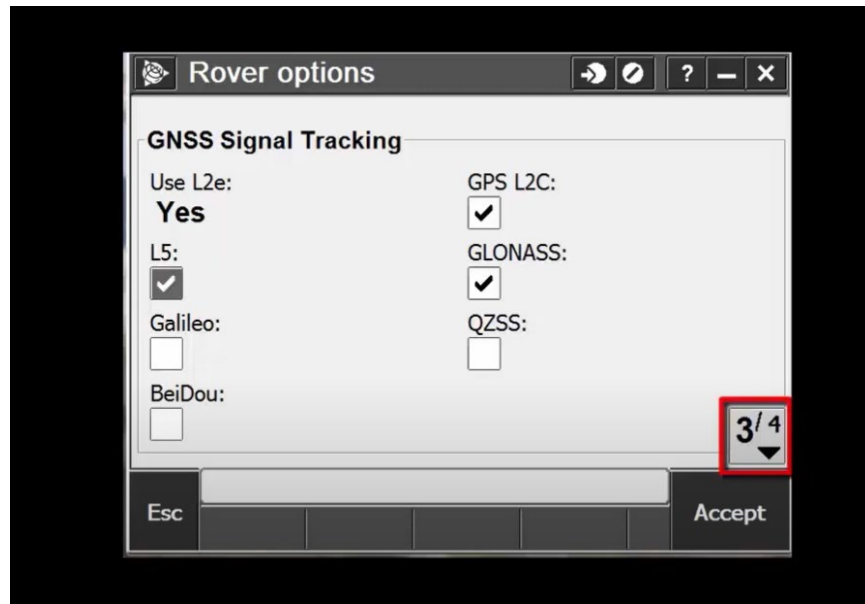 Rover options
? – ×
GNSS Signal Tracking
Use L2e:
GPS L2C:
Yes
L5:
GLONASS:
Galileo:
QZSS:
BeiDou:
3/4
Esc
Accept